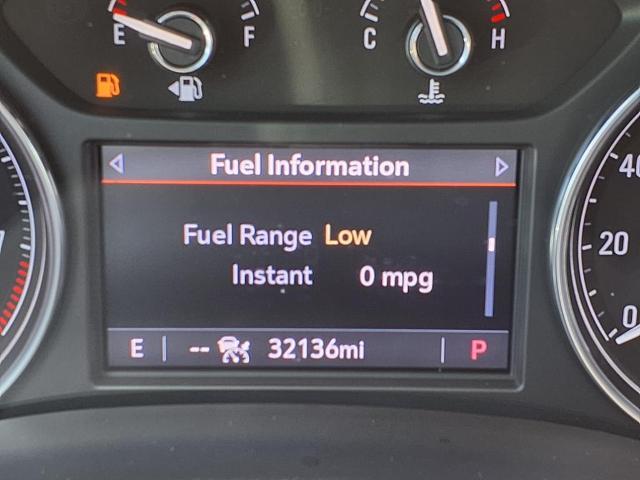 E F C H
Fuel Information
40
Fuel Range Low
20
Instant 0 mpg
0
E -- 32136mi P